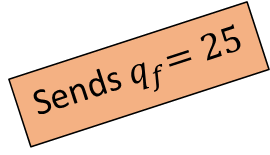 Sends q_f = 25